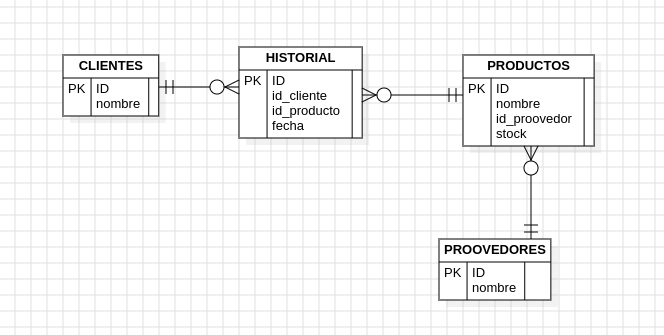 CLIENTES
PK ID
nombre
HISTORIAL
PK ID
id_cliente
id_producto
fecha
PRODUCTOS
PK ID
nombre
id_proovedor
stock
PROOVEDORES
PK ID
nombre